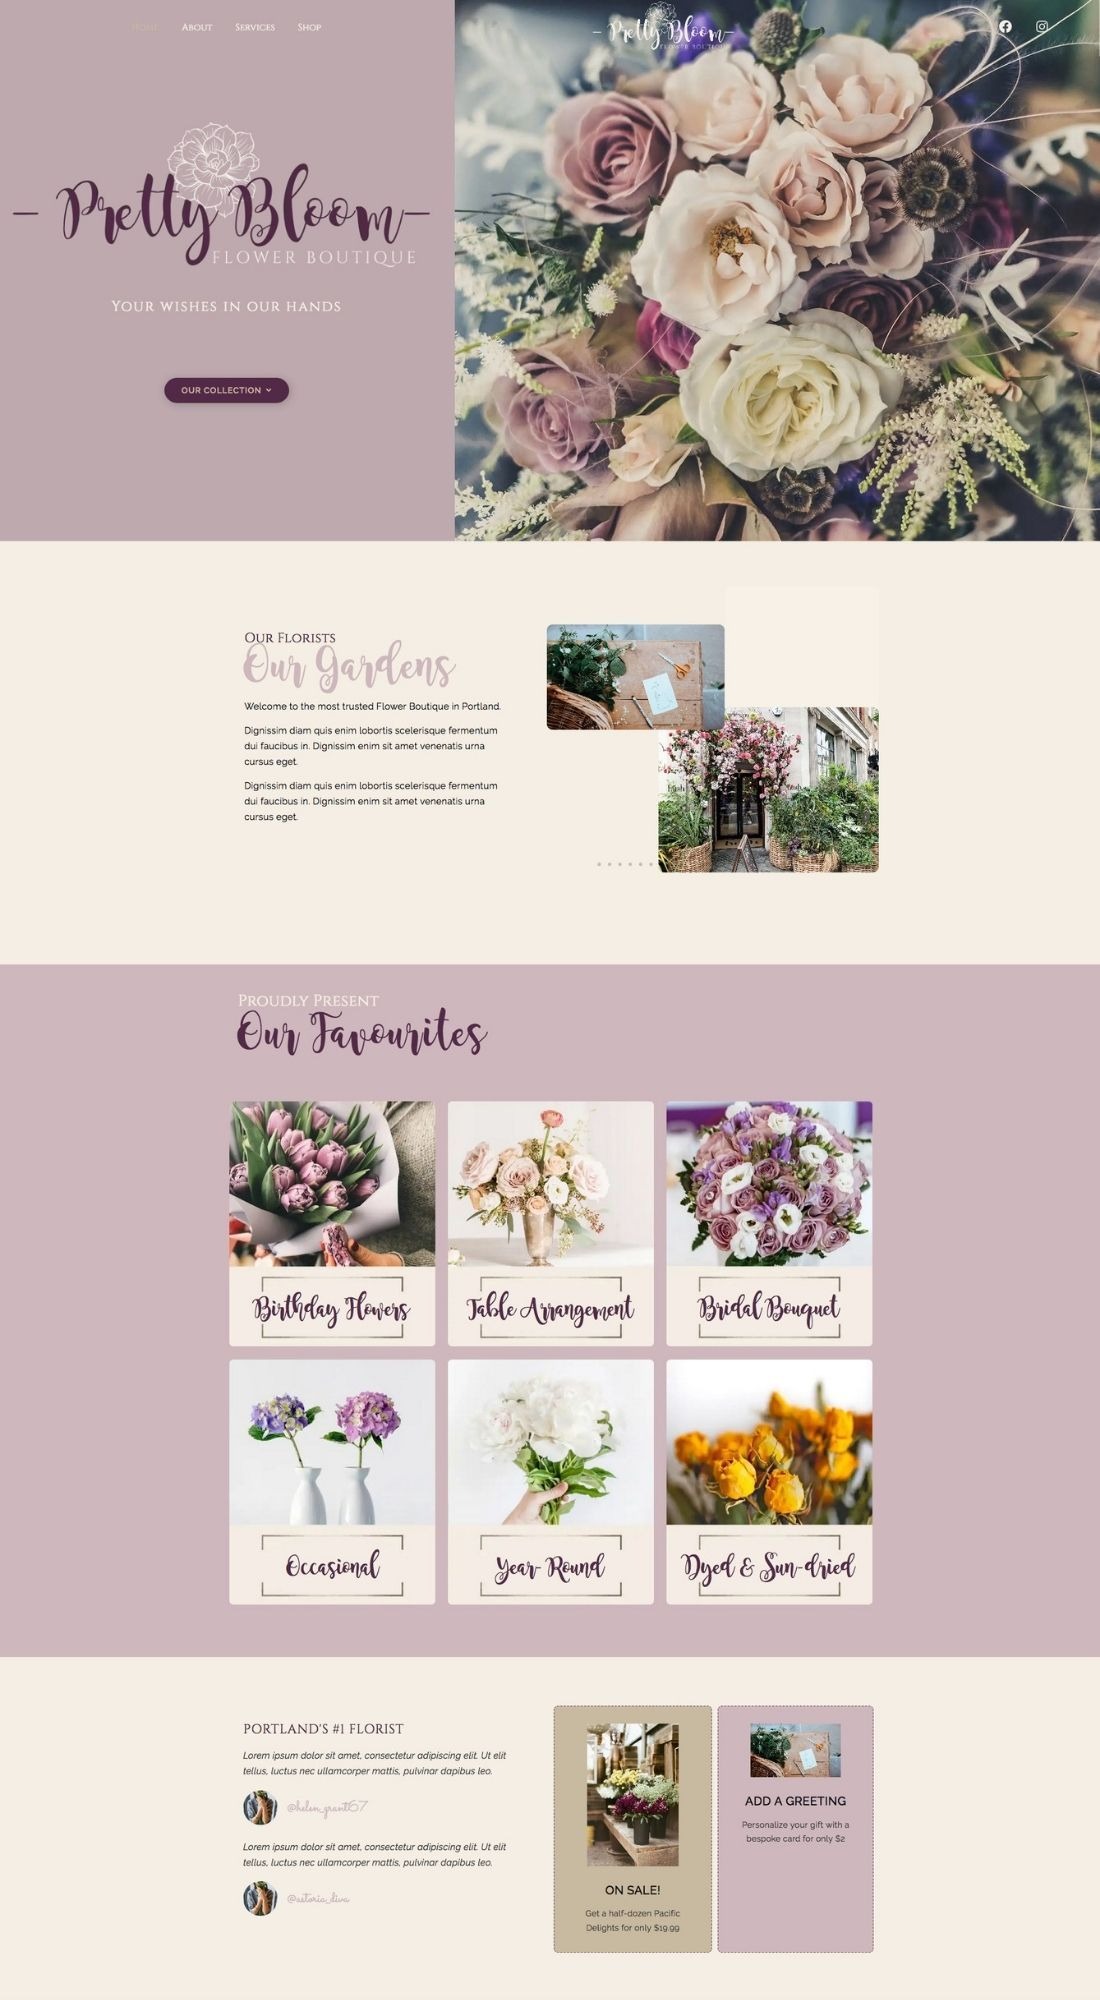 Home About Services Shop
- Pretty Bloom -
FLOWER BOUTIQUE
- Pretty Bloom -
FLOWER BOUTIQUE
Your wishes in our hands
OUR COLLECTION
Our Florists
Our Gardens
Welcome to the most trusted Flower Boutique in Portland.
Dignissim diam quis enim lobortis scelerisque fermentum
dui faucibus in. Dignissim enim sit amet venenatis urna
cursus eget.
Dignissim diam quis enim lobortis scelerisque fermentum
dui faucibus in. Dignissim enim sit amet venenatis urna
cursus eget.
Proudly Present
Our Favourites
Birthday Flowers
Table Arrangement
Bridal Bouquet
Occasional
Year-Round
Dyed & Sun-dried
PORTLAND'S #1 FLORIST
Lorem ipsum dolor sit amet, consectetur adipiscing elit. Ut elit
tellus, luctus nec ullamcorper mattis, pulvinar dapibus leo.
@helen_grant67
Lorem ipsum dolor sit amet, consectetur adipiscing elit. Ut elit
tellus, luctus nec ullamcorper mattis, pulvinar dapibus leo.
@astoria_diva
ON SALE!
Get a half-dozen Pacific
Delights for only $19.99
ADD A GREETING
Personalize your gift with a
bespoke card for only $2